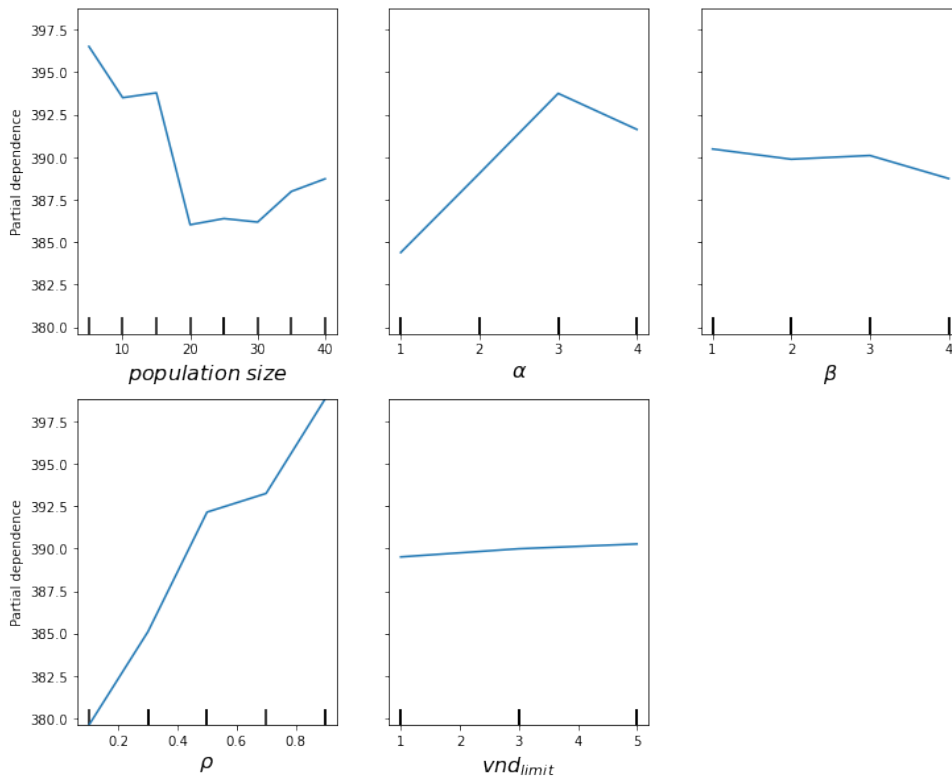 397.5
395.0
392.5
390.0
387.5
385.0
382.5
380.0
Partial dependence
10 20 30 40
population size
1 2 3 4
α
1 2 3 4
β
397.5
395.0
392.5
390.0
387.5
385.0
382.5
380.0
Partial dependence
0.2 0.4 0.6 0.8
ρ
1 2 3 4 5
vnd_limit